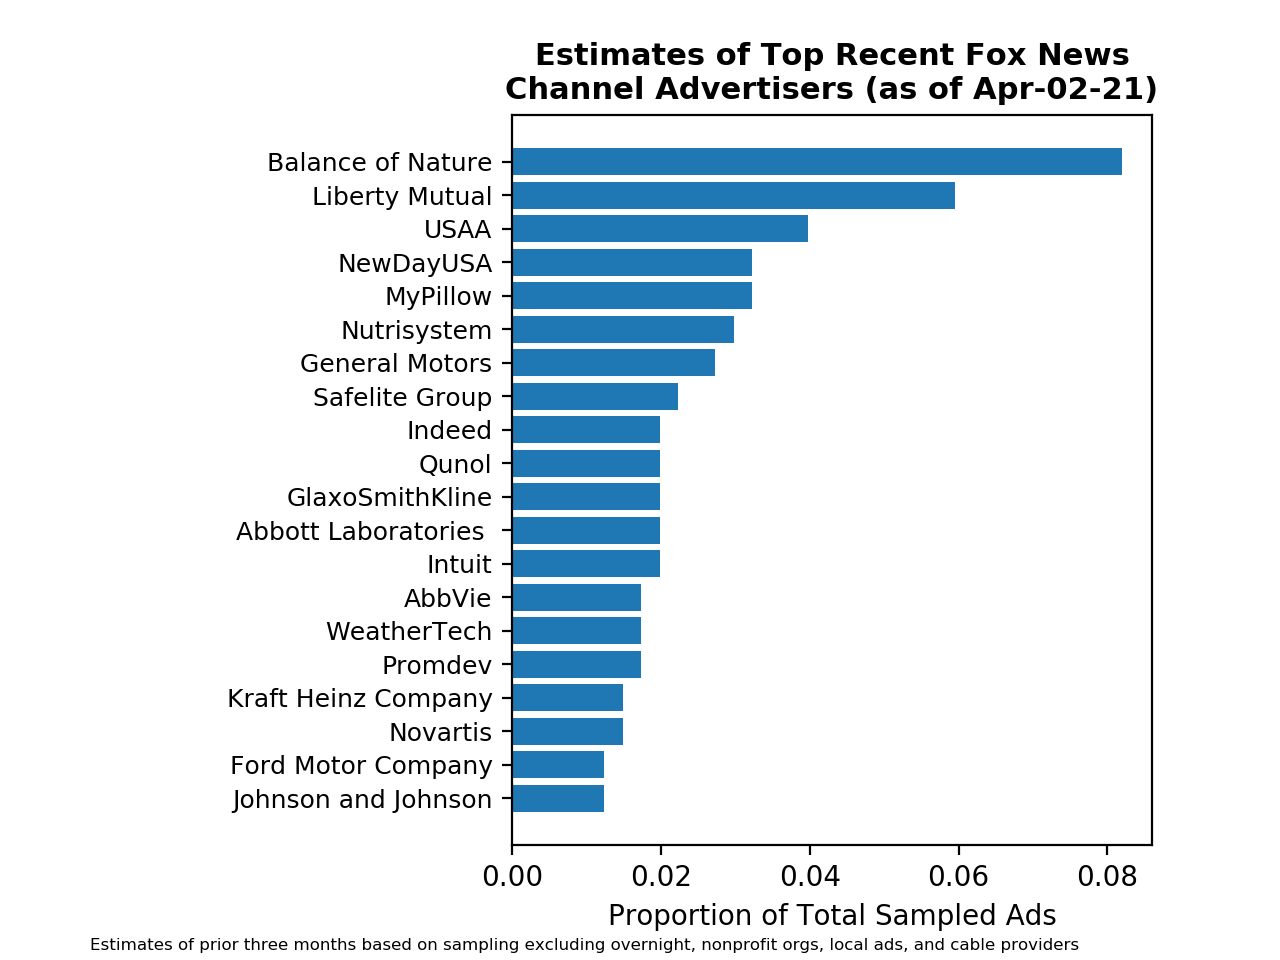 Estimates of Top Recent Fox News
Channel Advertisers (as of Apr-02-21)
Balance of Nature
Liberty Mutual
USAA
NewDayUSA
MyPillow
Nutrisystem
General Motors
Safelite Group
Indeed
Qunol
GlaxoSmithKline
Abbott Laboratories
Intuit
AbbVie
WeatherTech
Promdev
Kraft Heinz Company
Novartis
Ford Motor Company
Johnson and Johnson
0.00 0.02 0.04 0.06 0.08
Proportion of Total Sampled Ads
Estimates of prior three months based on sampling excluding overnight, nonprofit orgs, local ads, and cable providers